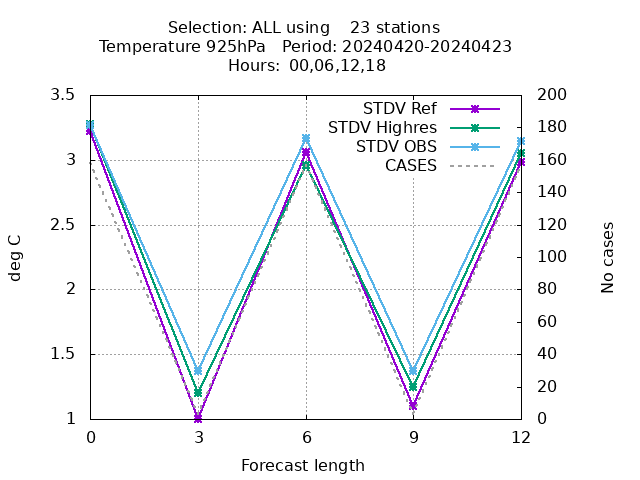 Selection: ALL using    23 stations
Temperature 925hPa   Period: 20240420-20240423
Hours: 00,06,12,18
3.5
3
2.5
2
1.5
1
deg C
STDV Ref
STDV Highres
STDV OBS
CASES
200
180
160
140
120
100
80
60
40
20
0
No cases
0
3
6
9
12
Forecast length